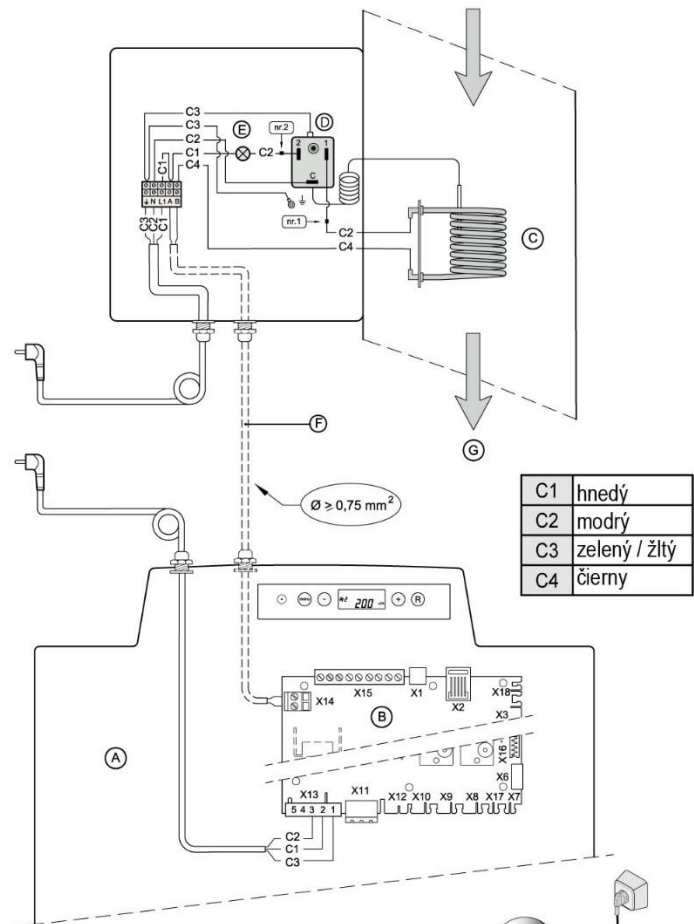 C3
C3
C2
C1
C4
C1
E
C2
nr.2
D
2
1
C
nr.1
C2
C4
N L1 A B
C3
C2
C1
C
F
G
Ø ≥ 0,75 mm²
C1 hnedý
C2 modrý
C3 zelený / žltý
C4 čierny
menu
-
200
+
R
X14
X15
X1
X2
X18
X3
X16
X6
A
B
X13
X11
X12 X10 X9 X8 X17 X7
5 4 3 2 1
C2
C1
C3